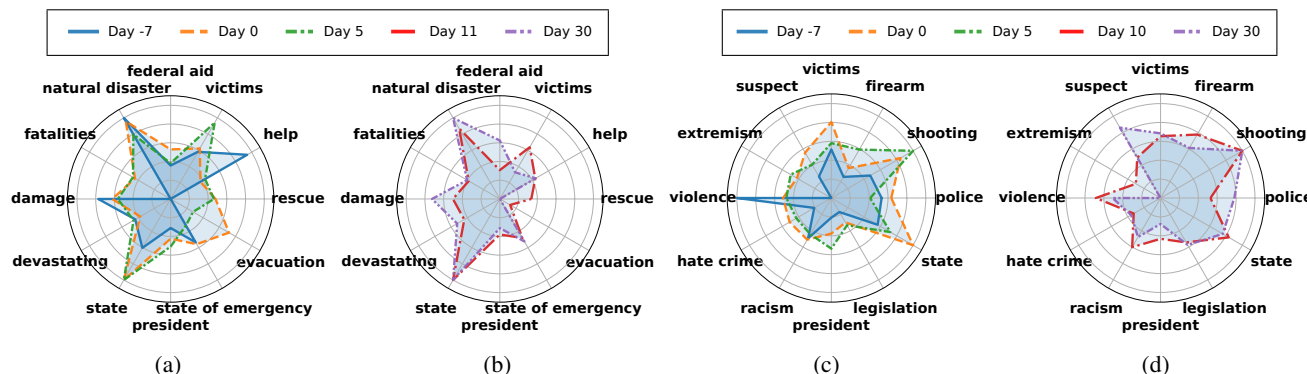 Day -7 Day 0 Day 5 Day 11 Day 30
federal aid
natural disaster victims
fatalities help
damage rescue
devastating evacuation
state state of emergency
president
(a)
federal aid
natural disaster victims
fatalities help
damage rescue
devastating evacuation
state state of emergency
president
(b)
Day -7 Day 0 Day 5 Day 10 Day 30
victims
suspect firearm
extremism shooting
violence police
hate crime state
racism legislation
president
(c)
victims
suspect firearm
extremism shooting
violence police
hate crime state
racism legislation
president
(d)